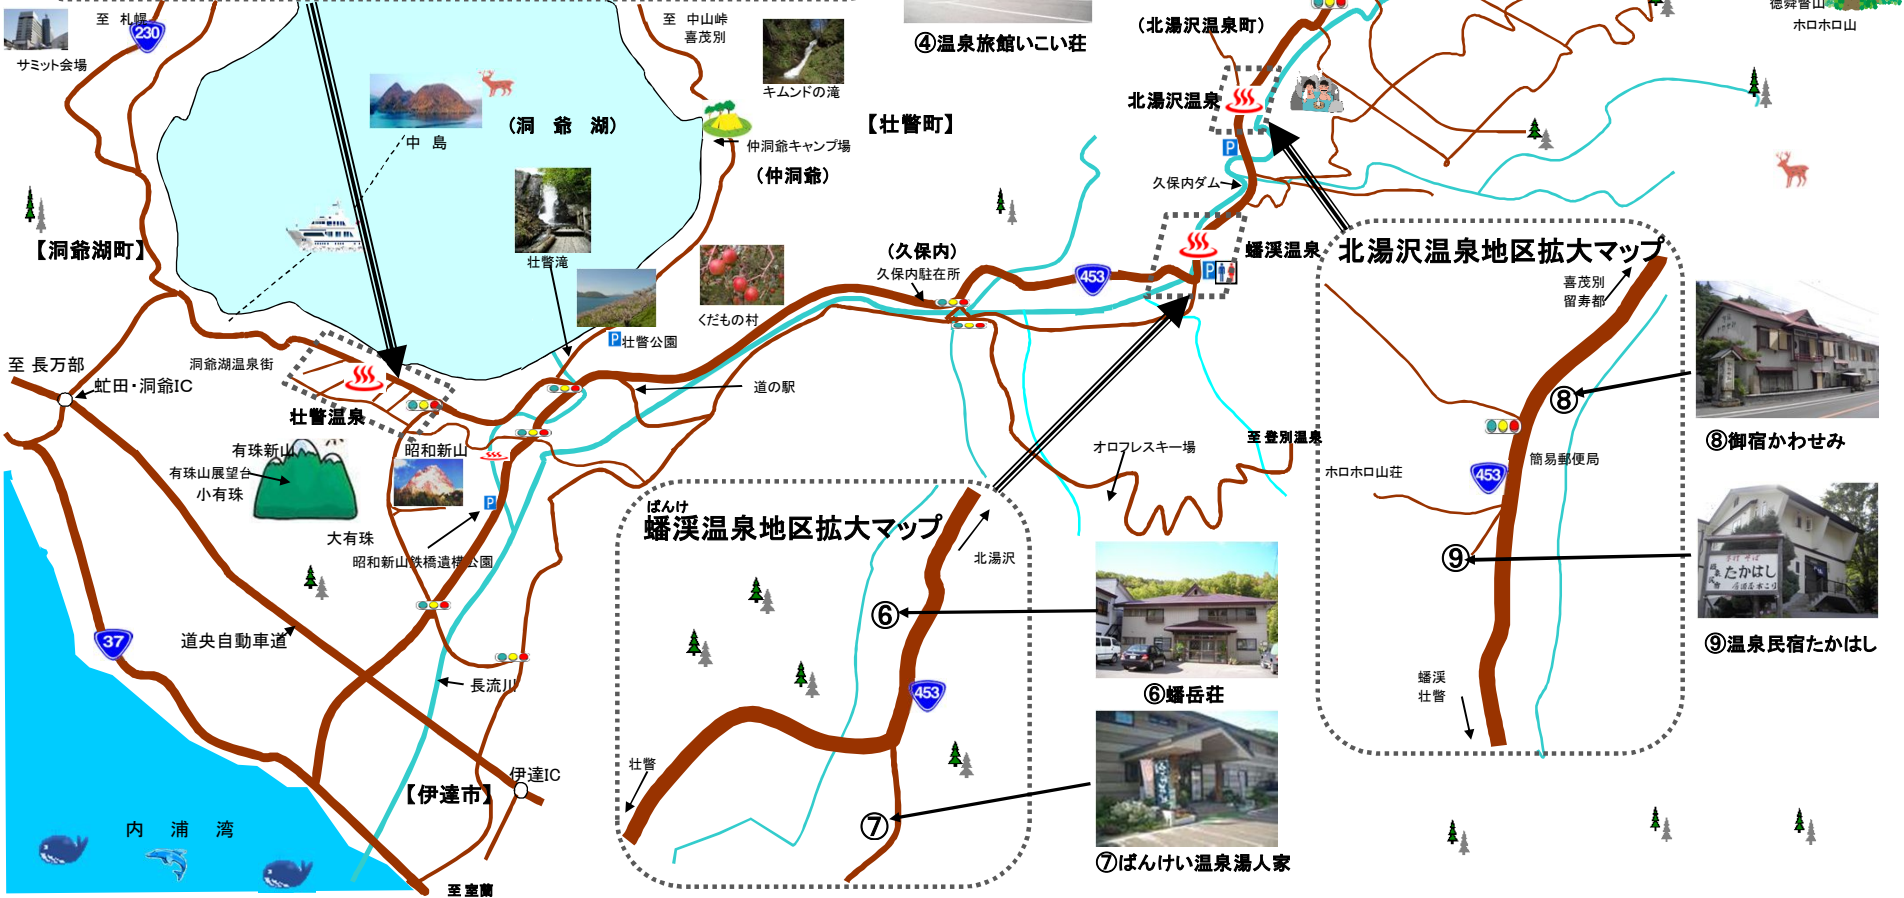 至 札幌
230
サミット会場
至 中山峠
喜茂別
キムンドの滝
④温泉旅館いこい荘
(北湯沢温泉町)
徳舜瞥山
ホロホロ山
中 島
(洞 爺 湖)
仲洞爺キャンプ場
(仲洞爺)
【壮瞥町】
北湯沢温泉
P
久保内ダム
【洞爺湖町】
壮瞥滝
くだもの村
P壮瞥公園
(久保内)
久保内駐在所
453
蟠渓温泉
P
至 長万部
虻田・洞爺IC
洞爺湖温泉街
壮瞥温泉
道の駅
有珠新山
有珠山展望台
小有珠
昭和新山
大有珠
P
昭和新山鉄橋遺構公園
オロフレスキー場
至 登別温泉
37
道央自動車道
長流川
伊達IC
【伊達市】
内 浦 湾
至 室蘭
ばんけ
蟠渓温泉地区拡大マップ
北湯沢
⑥
453
壮瞥
⑦
⑥蟠岳荘
⑦ばんけい温泉湯人家
北湯沢温泉地区拡大マップ
喜茂別
留寿都
⑧
簡易郵便局
453
ホロホロ山荘
⑨
蟠渓
壮瞥
⑧御宿かわせみ
たかはし
⑨温泉民宿たかはし